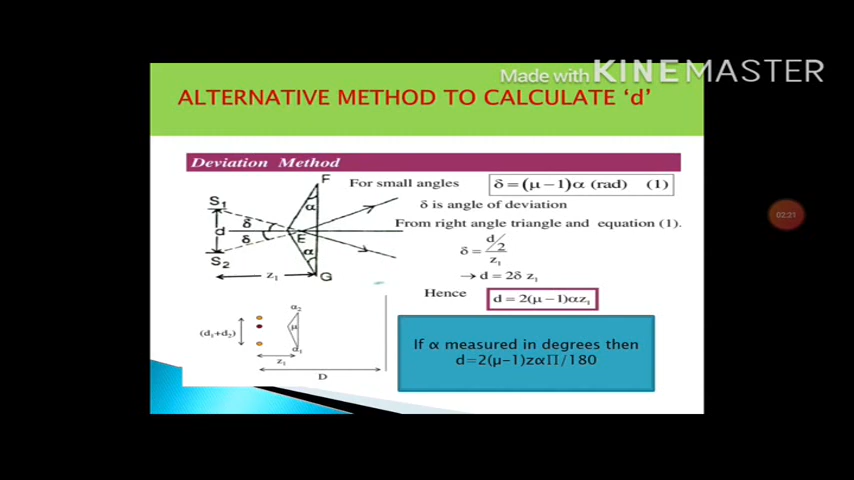 Made with KINEMASTER
ALTERNATIVE METHOD TO CALCULATE ‘d’
Deviation Method
For small angles δ = (μ − 1)α (rad) (1)
δ is angle of deviation
From right angle triangle and equation (1).
δ = d/2 / z₁
→ d = 2δ z₁
Hence d = 2(μ − 1)αz₁
If α measured in degrees then
d=2(μ-1)zαΠ/180
F
α
S₁
δ
d
E
δ
α
S₂
z₁
G
α₂
(d₁+d₂)
μ
α₁
z₁
D
02:21